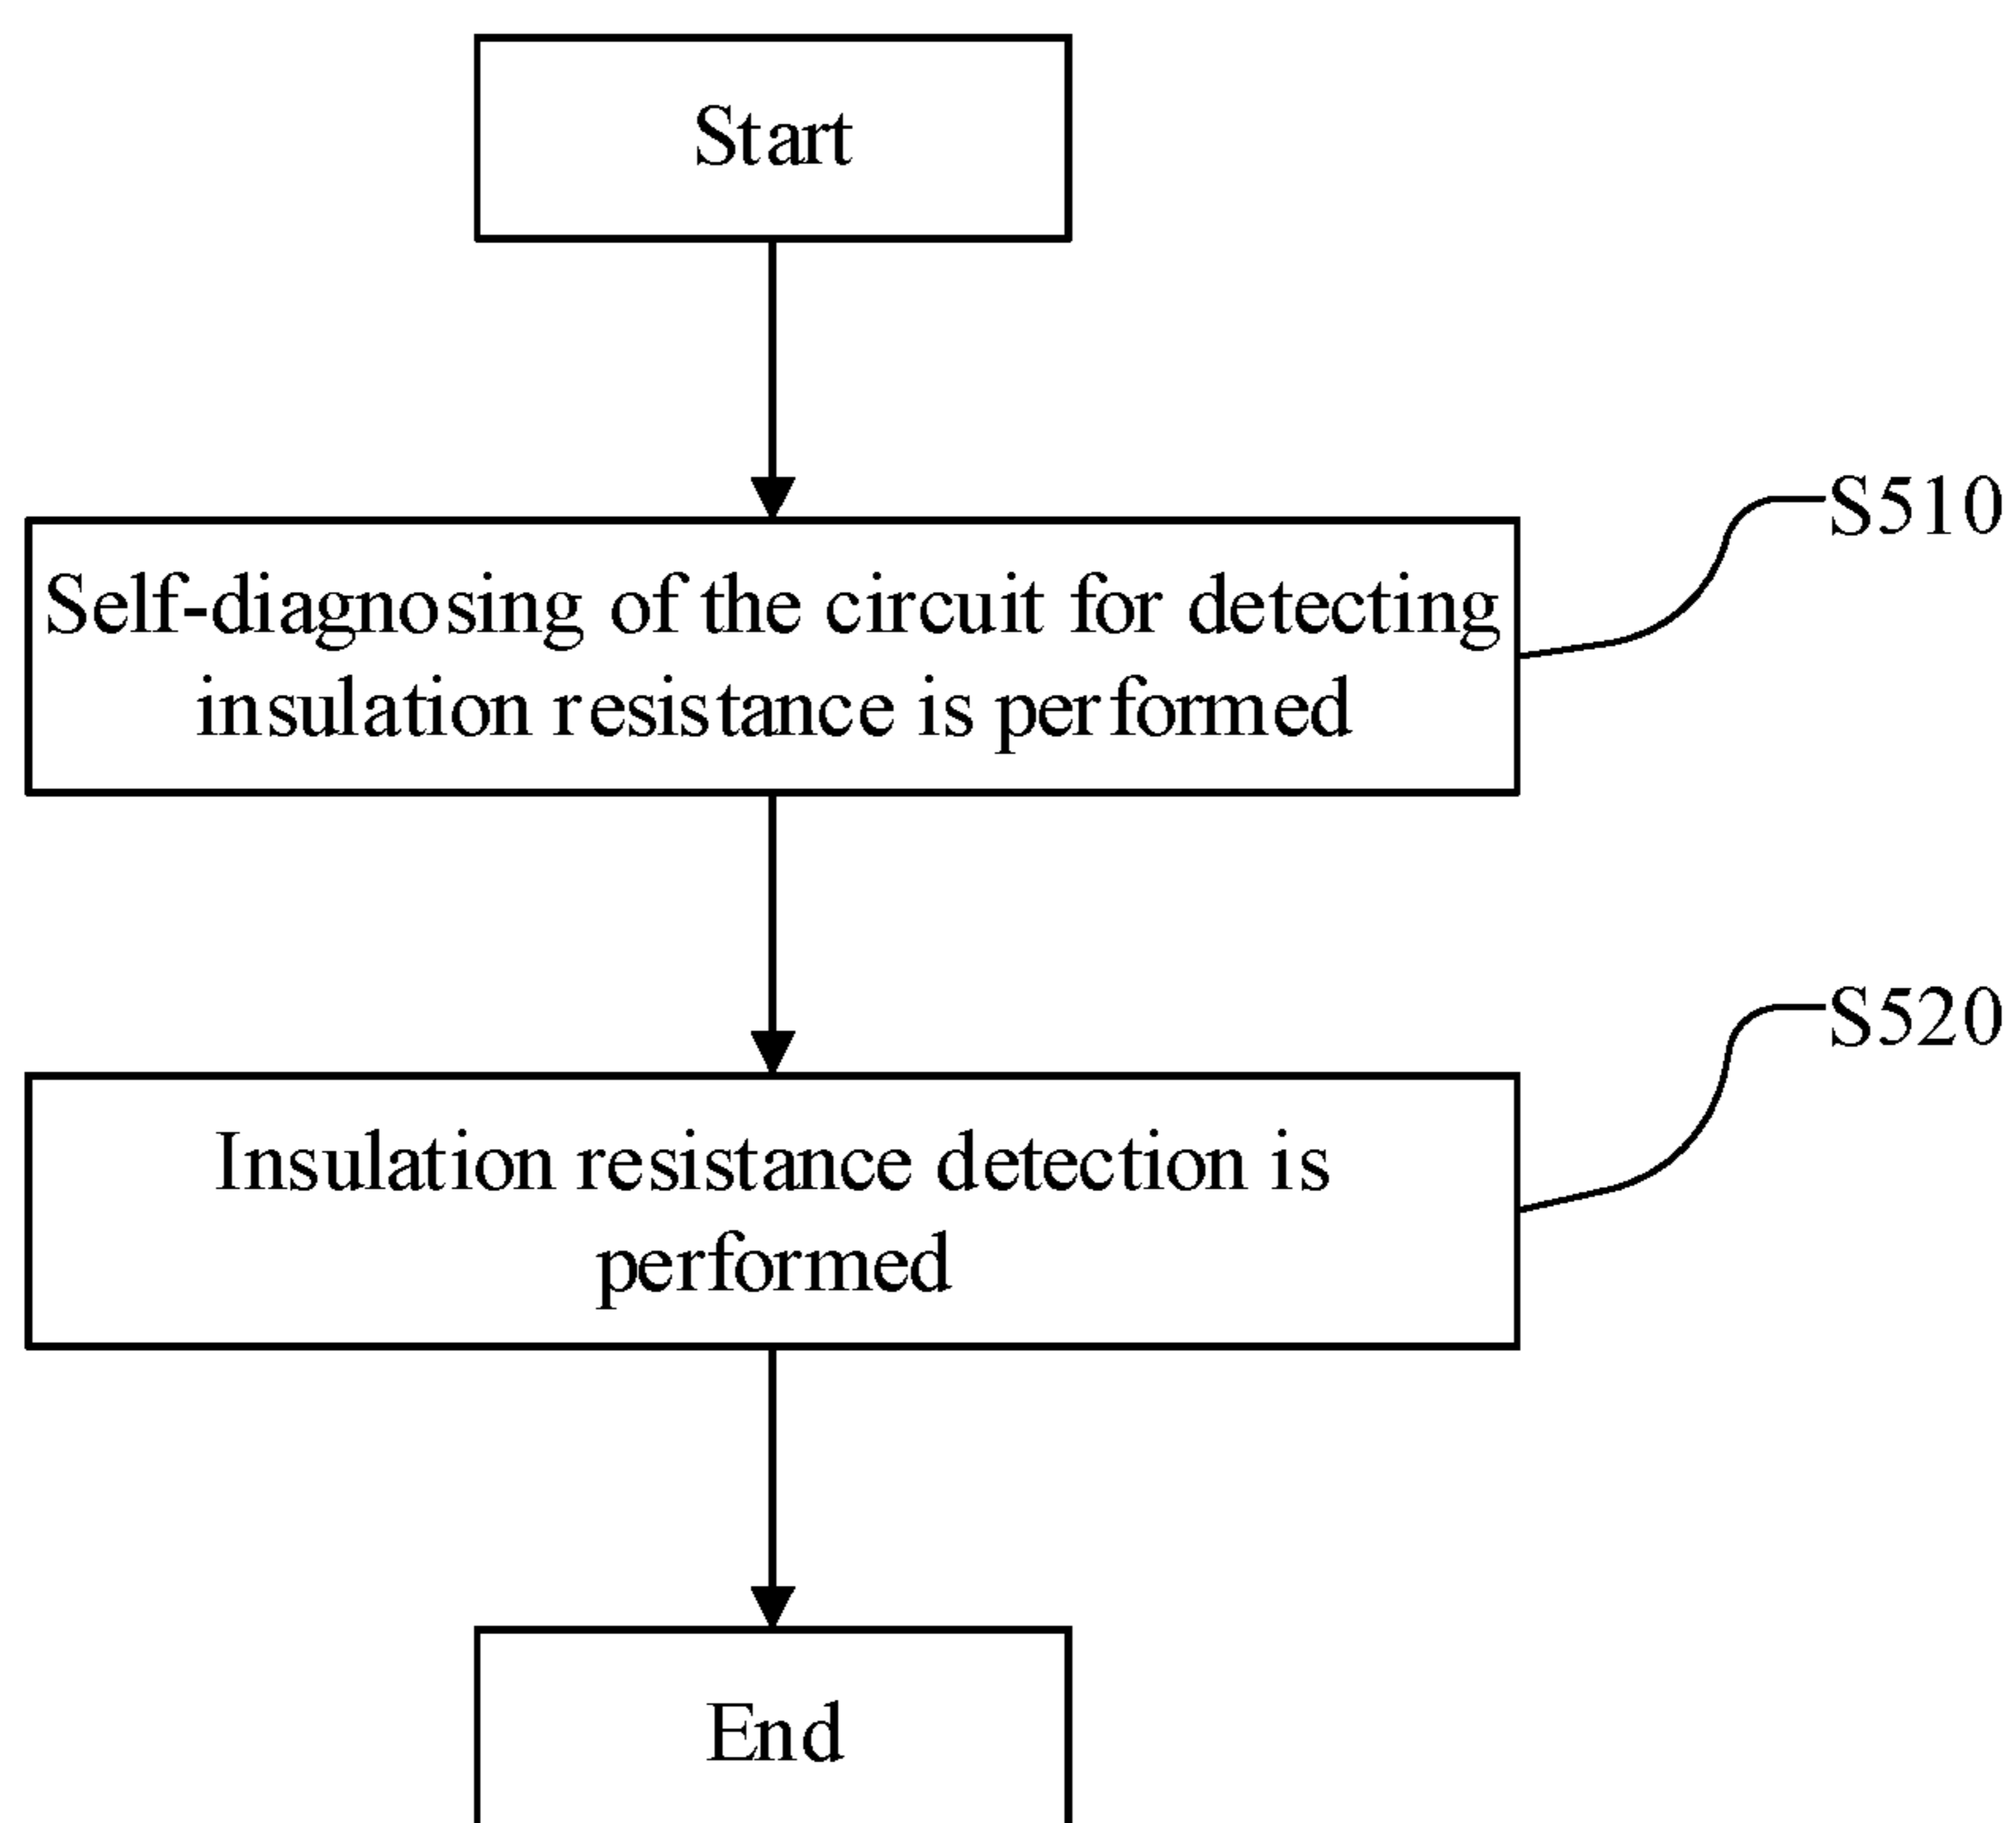 Start
S510
Self-diagnosing of the circuit for detecting
insulation resistance is performed
S520
Insulation resistance detection is
performed
End